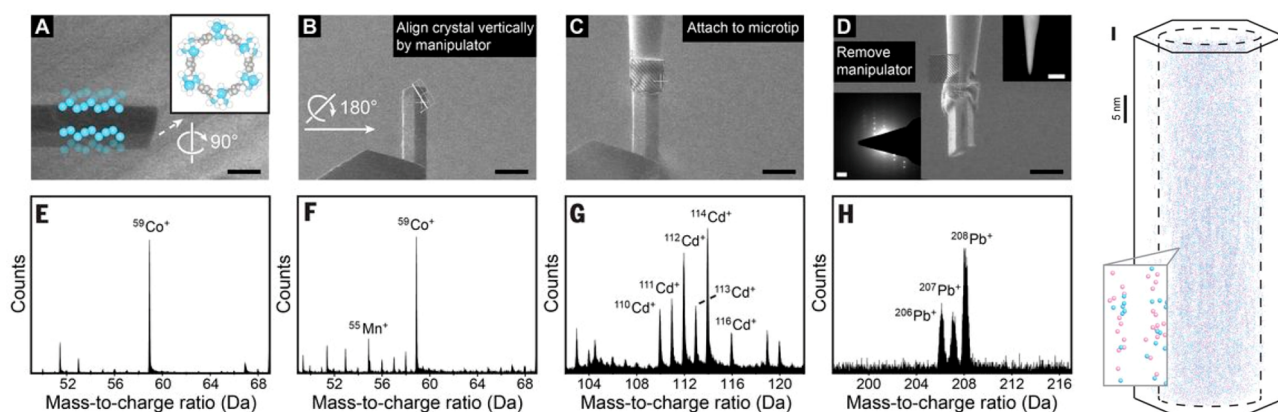 A
90°
B
Align crystal vertically
by manipulator
180°
C
Attach to microtip
D
Remove
manipulator
I
5 nm
E
Counts
⁵⁹Co⁺
52 56 60 64 68
Mass-to-charge ratio (Da)
F
Counts
⁵⁹Co⁺
⁵⁵Mn⁺
52 56 60 64 68
Mass-to-charge ratio (Da)
G
Counts
¹¹⁴Cd⁺
¹¹²Cd⁺
¹¹¹Cd⁺
¹¹³Cd⁺
¹¹⁰Cd⁺
¹¹⁶Cd⁺
104 108 112 116 120
Mass-to-charge ratio (Da)
H
Counts
²⁰⁸Pb⁺
²⁰⁷Pb⁺
²⁰⁶Pb⁺
200 204 208 212 216
Mass-to-charge ratio (Da)